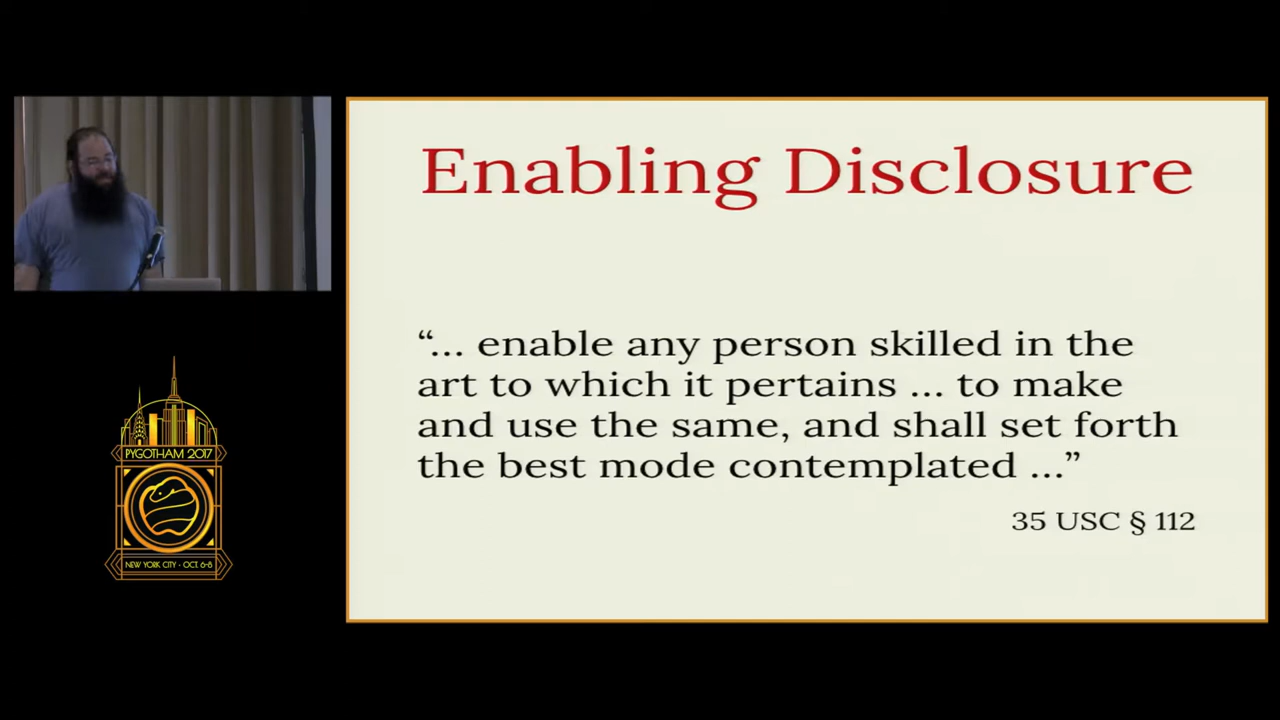 Enabling Disclosure
“... enable any person skilled in the
art to which it pertains ... to make
and use the same, and shall set forth
the best mode contemplated ...”
35 USC § 112
PYGOTHAM 2017
NEW YORK CITY • OCT. 6-8